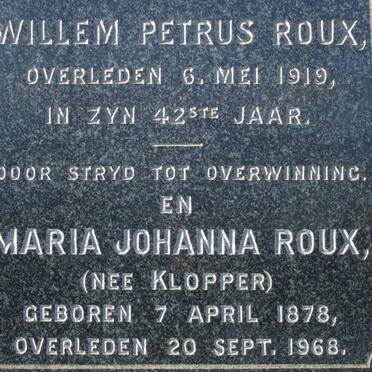 WILLEM PETRUS ROUX,
OVERLEDEN 6. MEI 1919,
IN ZYN 42STE JAAR.
DOOR STRYD TOT OVERWINNING.
EN
MARIA JOHANNA ROUX,
(NEE KLOPPER)
GEBOREN 7 APRIL 1878,
OVERLEDEN 20 SEPT. 1968.